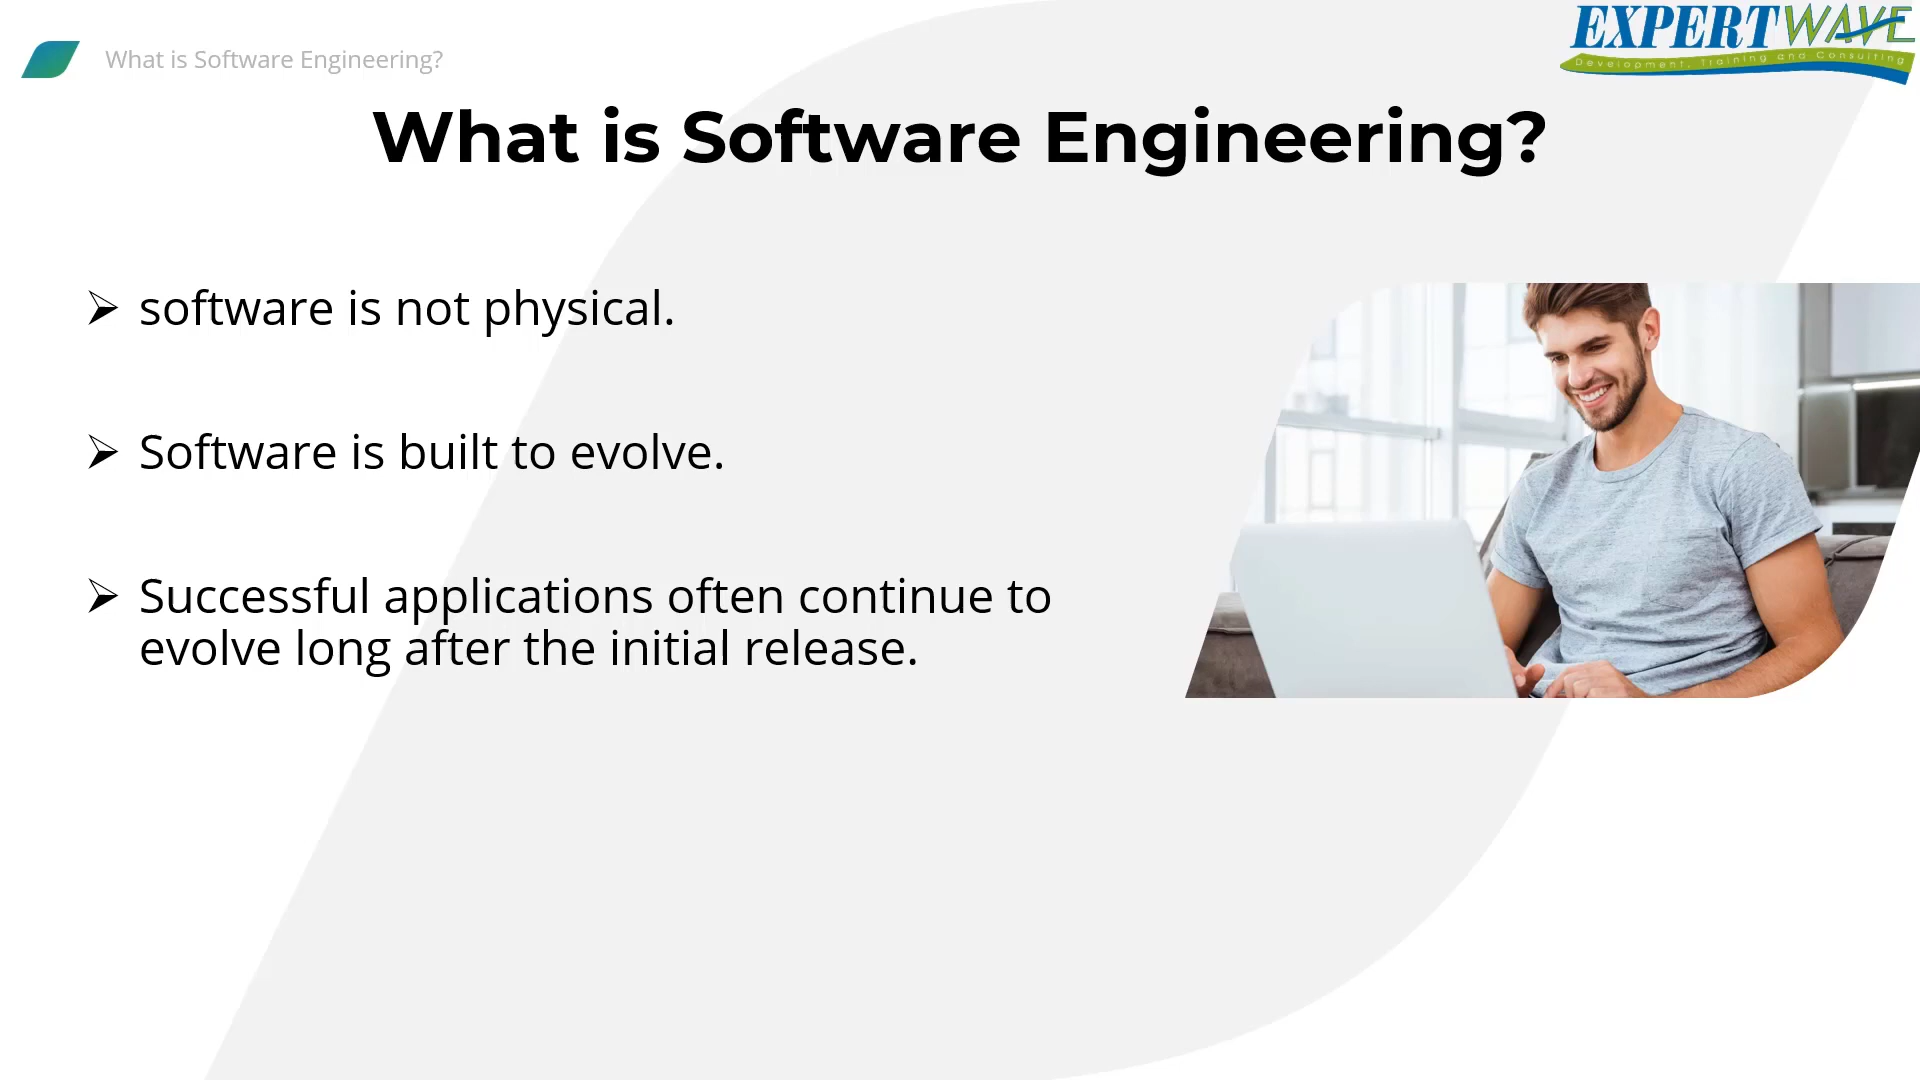 What is Software Engineering?
EXPERTWAVE
Development, Training and Consulting
What is Software Engineering?
software is not physical.
Software is built to evolve.
Successful applications often continue to
evolve long after the initial release.